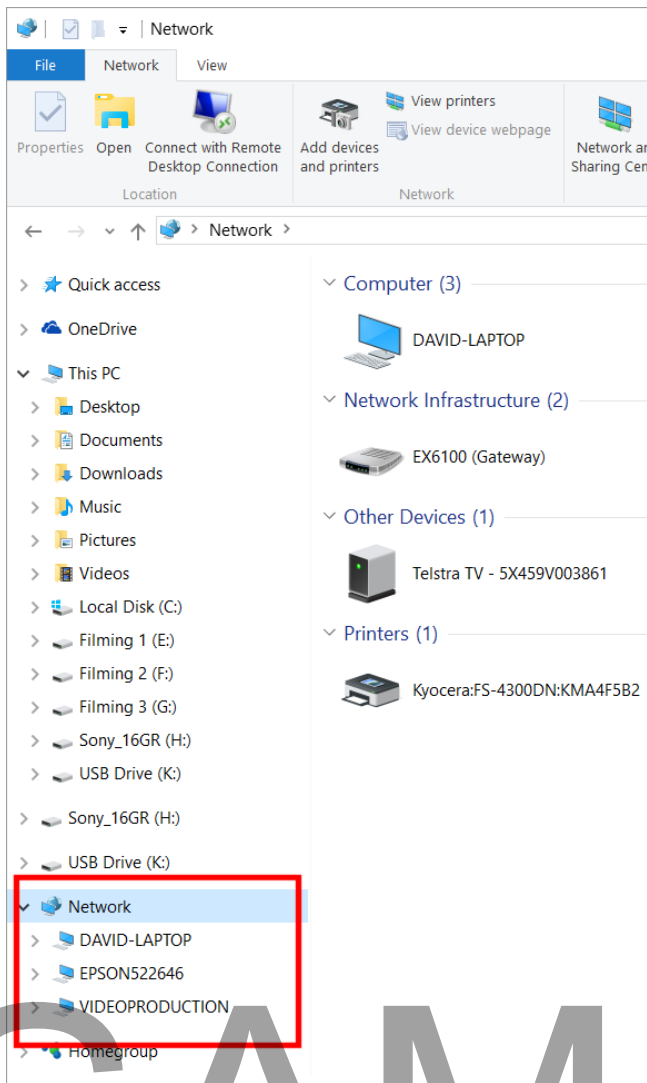 Network
File Network View
Properties Open Connect with Remote Desktop Connection Add devices and printers View printers
View device webpage
Sharing
Location Network
← → ↑ > Network >
Quick access
OneDrive
This PC
Desktop
Documents
Downloads
Music
Pictures
Videos
Local Disk (C:)
Filming 1 (E:)
Filming 2 (F:)
Filming 3 (G:)
Sony_16GR (H:)
USB Drive (K:)
Sony_16GR (H:)
USB Drive (K:)
Network
DAVID-LAPTOP
EPSON522646
VIDEOPRODUCTION
Homegroup
Computer (3)
DAVID-LAPTOP
Network Infrastructure (2)
EX6100 (Gateway)
Other Devices (1)
Telstra TV - 5X459V003861
Printers (1)
Kyocera:FS-4300DN:KMA4F5B2